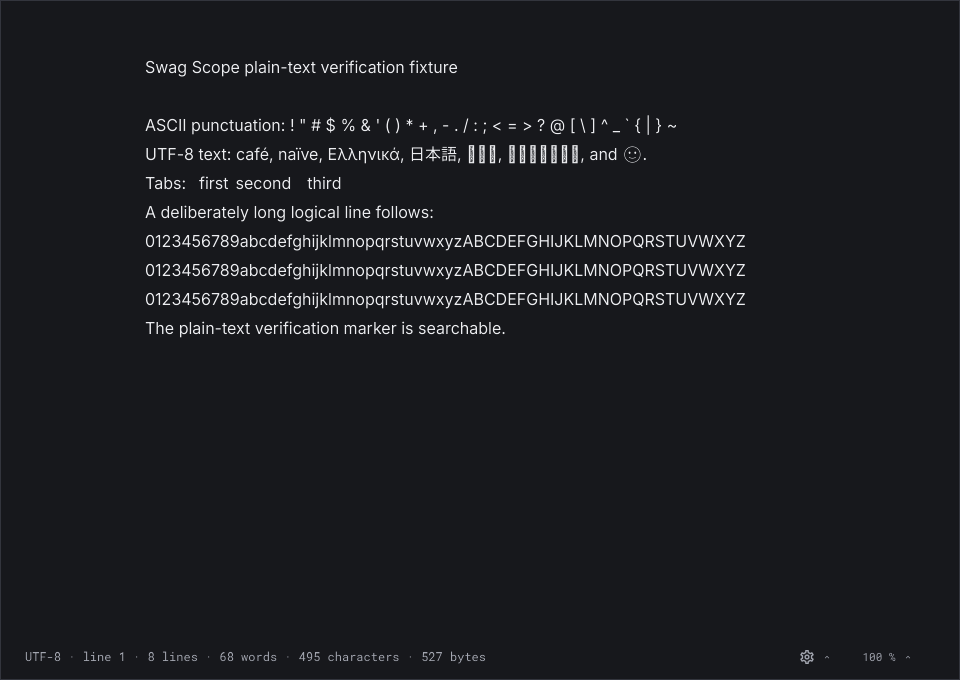 Swag Scope plain-text verification fixture
ASCII punctuation: ! " # $ % & ' ( ) * + , - . / : ; < = > ? @ [ \ ] ^ _ ` { | } ~
UTF-8 text: café, naïve, Ελληνικά, 日本語, , , and 🙂.
Tabs: first second third
A deliberately long logical line follows:
0123456789abcdefghijklmnopqrstuvwxyzABCDEFGHIJKLMNOPQRSTUVWXYZ
0123456789abcdefghijklmnopqrstuvwxyzABCDEFGHIJKLMNOPQRSTUVWXYZ
0123456789abcdefghijklmnopqrstuvwxyzABCDEFGHIJKLMNOPQRSTUVWXYZ
The plain-text verification marker is searchable.
UTF-8 · line 1 · 8 lines · 68 words · 495 characters · 527 bytes
100 %